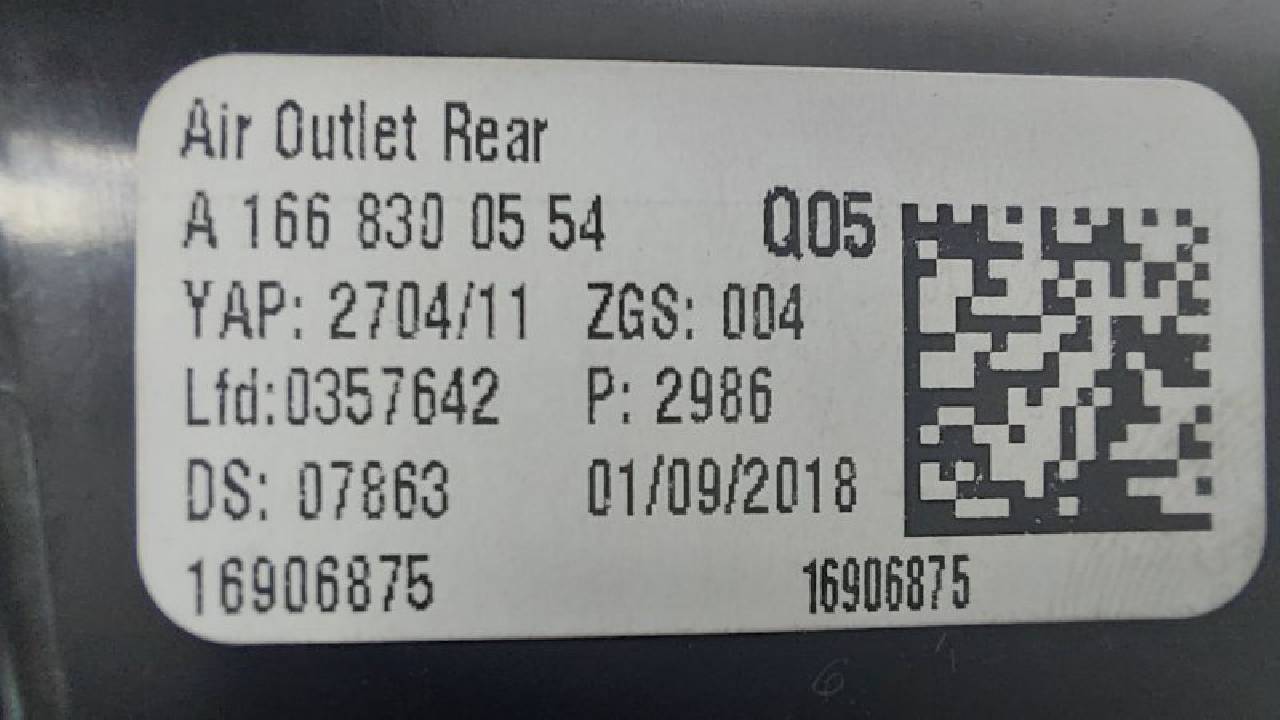 Air Outlet Rear
A 166 830 05 54 Q05
YAP: 2704/11 ZGS: 004
Lfd:0357642 P: 2986
DS: 07863 01/09/2018
16906875 16906875
6